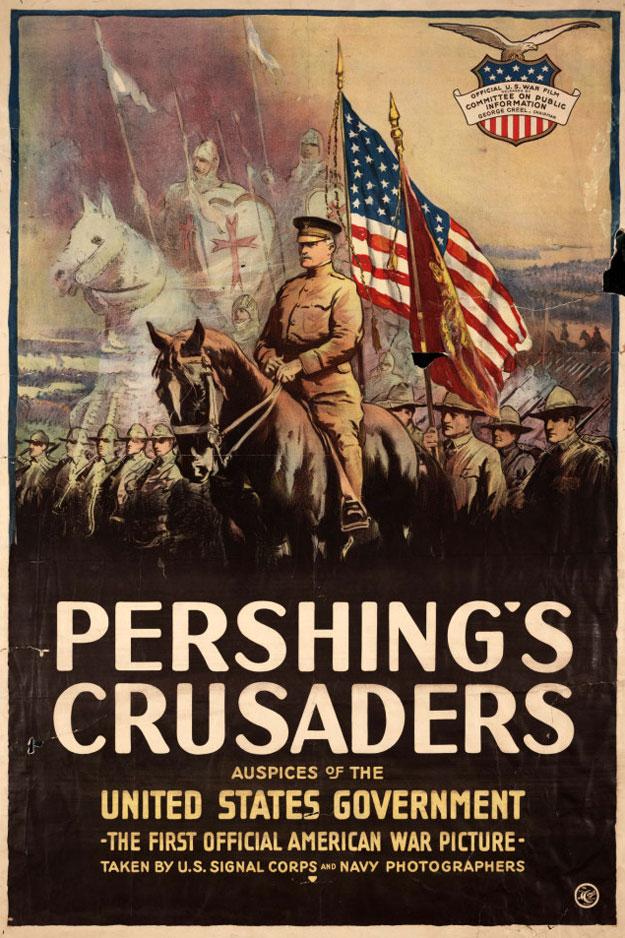 OFFICIAL U.S. WAR FILM
COMMITTEE ON PUBLIC
INFORMATION
GEORGE CREEL, CHAIRMAN
PERSHING'S
CRUSADERS
AUSPICES OF THE
UNITED STATES GOVERNMENT
-THE FIRST OFFICIAL AMERICAN WAR PICTURE-
TAKEN BY U.S. SIGNAL CORPS AND NAVY PHOTOGRAPHERS